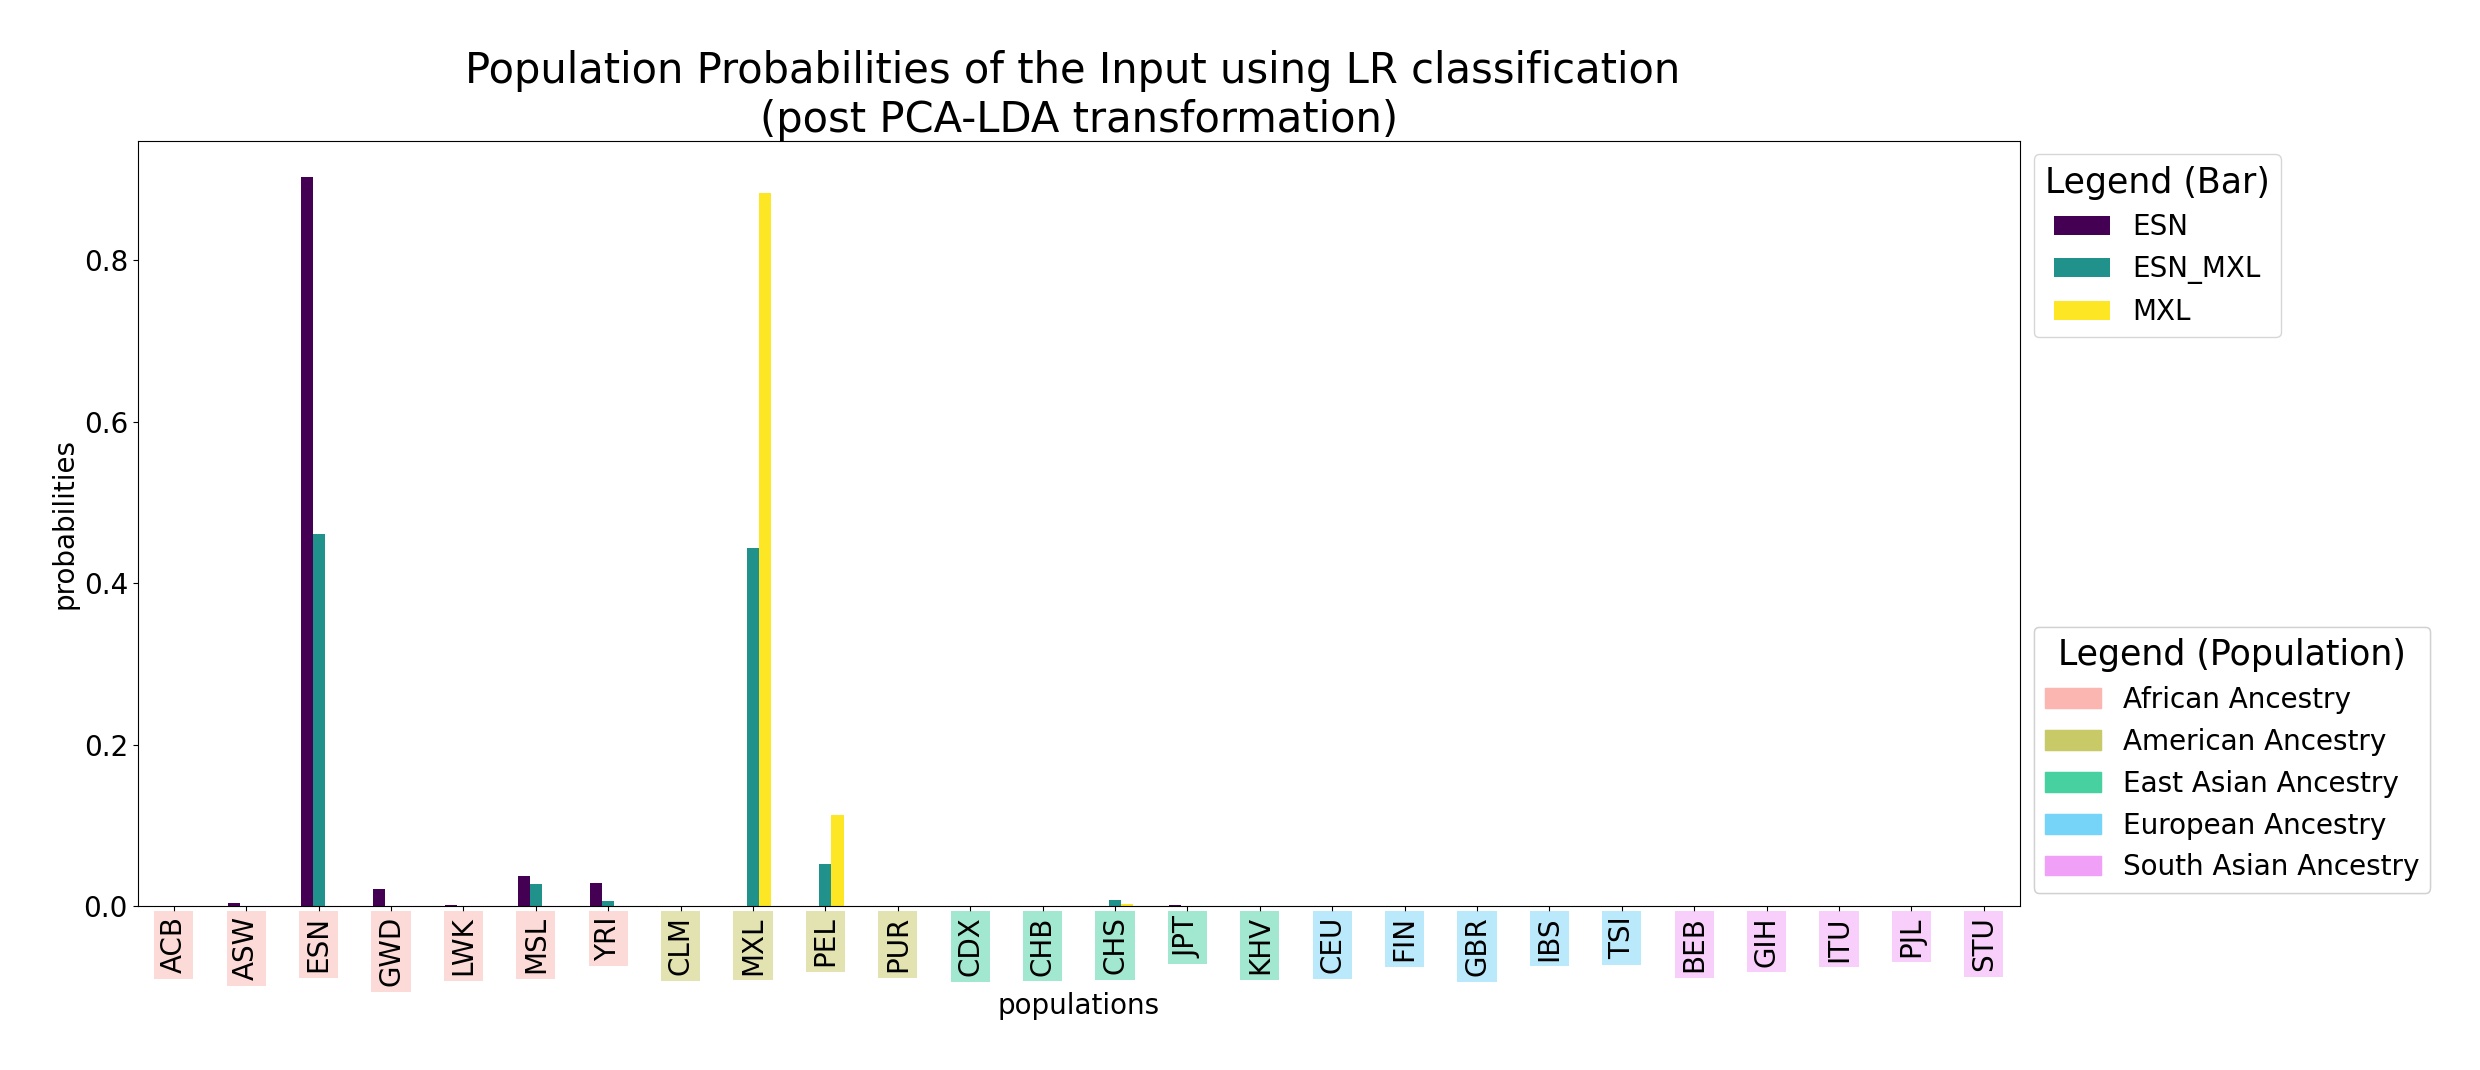 Population Probabilities of the Input using LR classification
(post PCA-LDA transformation)
probabilities
0.8
0.6
0.4
0.2
0.0
ACB
ASW
ESN
GWD
LWK
MSL
YRI
CLM
MXL
PEL
PUR
CDX
CHB
CHS
JPT
KHV
CEU
FIN
GBR
IBS
TSI
BEB
GIH
ITU
PJL
STU
populations
Legend (Bar)
ESN
ESN_MXL
MXL
Legend (Population)
African Ancestry
American Ancestry
East Asian Ancestry
European Ancestry
South Asian Ancestry